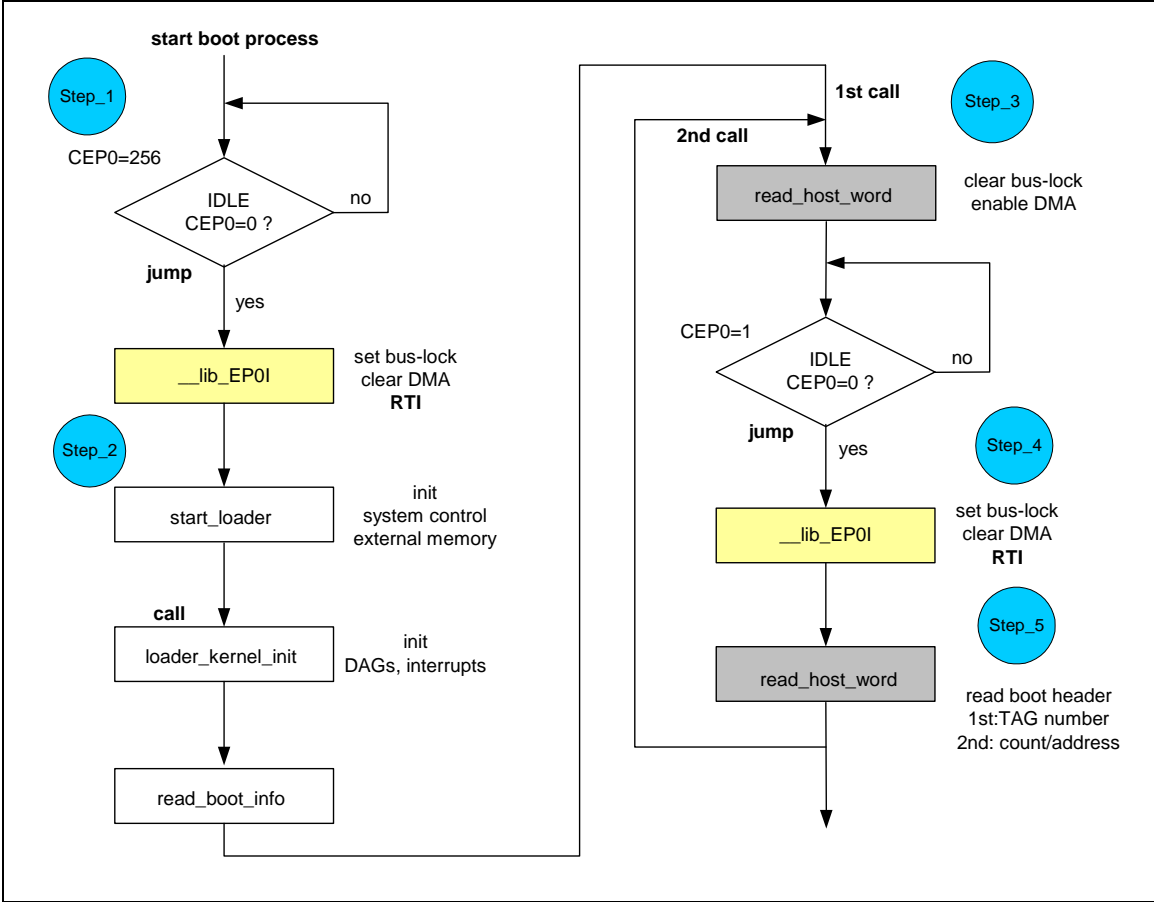 start boot process
Step_1
CEP0=256
IDLE
CEP0=0 ?
no
jump
yes
__lib_EP0I
set bus-lock
clear DMA
RTI
Step_2
start_loader
init
system control
external memory
call
loader_kernel_init
init
DAGs, interrupts
read_boot_info
1st call
2nd call
Step_3
read_host_word
clear bus-lock
enable DMA
CEP0=1
IDLE
CEP0=0 ?
no
jump
yes
Step_4
__lib_EP0I
set bus-lock
clear DMA
RTI
Step_5
read_host_word
read boot header
1st:TAG number
2nd: count/address